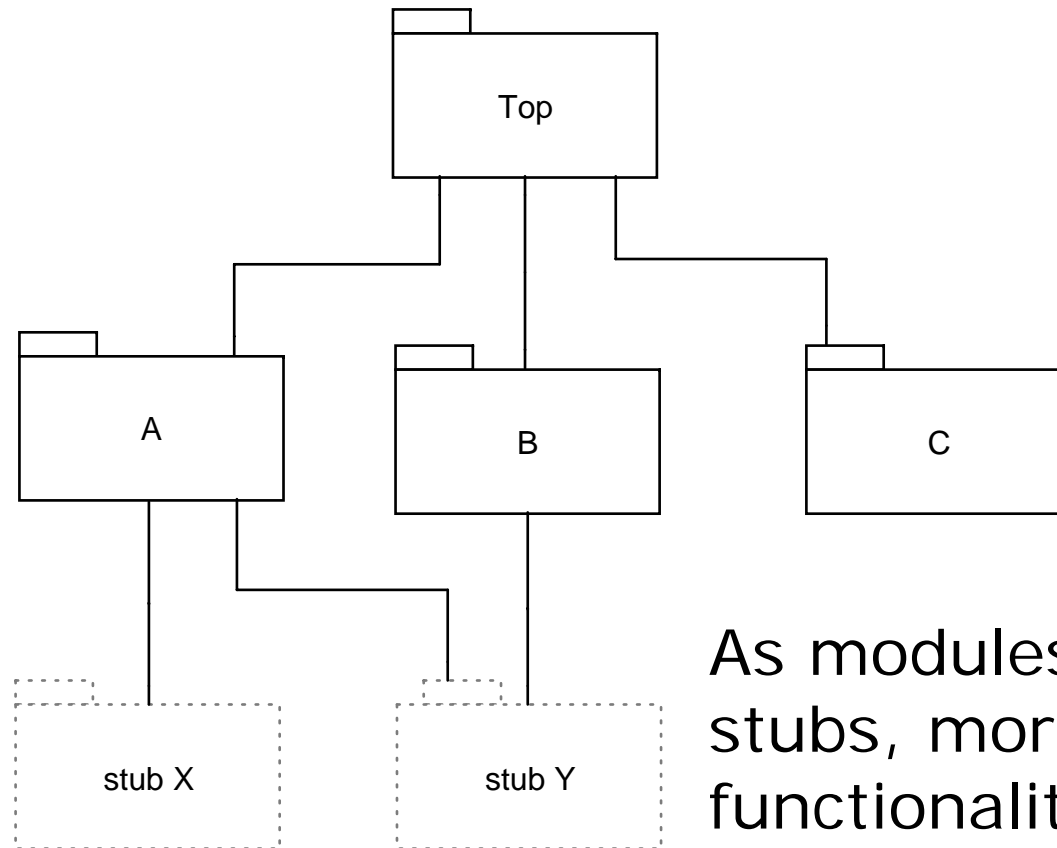 Top
A
B
C
As modules
stubs, mor
functionalit
stub X
stub Y